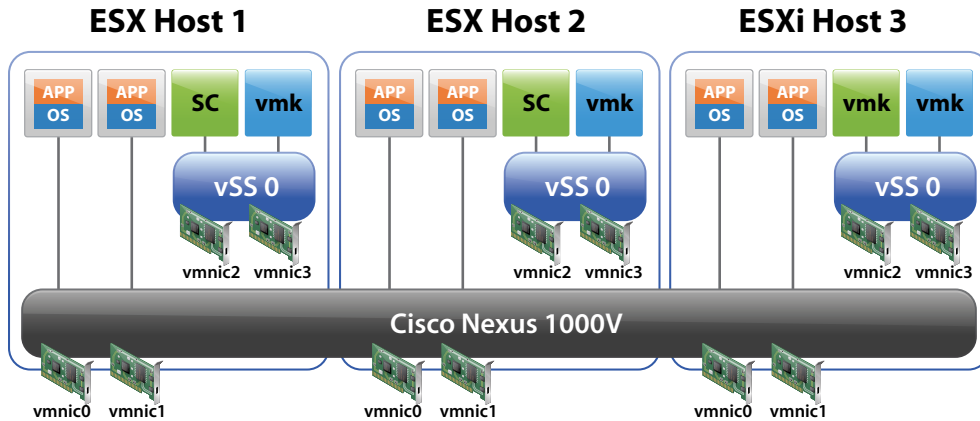 ESX Host 1
ESX Host 2
ESXi Host 3
APP
OS
APP
OS
SC
vmk
APP
OS
APP
OS
SC
vmk
APP
OS
APP
OS
vmk
vmk
vSS 0
vSS 0
vSS 0
vmnic2
vmnic3
vmnic2
vmnic3
vmnic2
vmnic3
Cisco Nexus 1000V
vmnic0
vmnic1
vmnic0
vmnic1
vmnic0
vmnic1